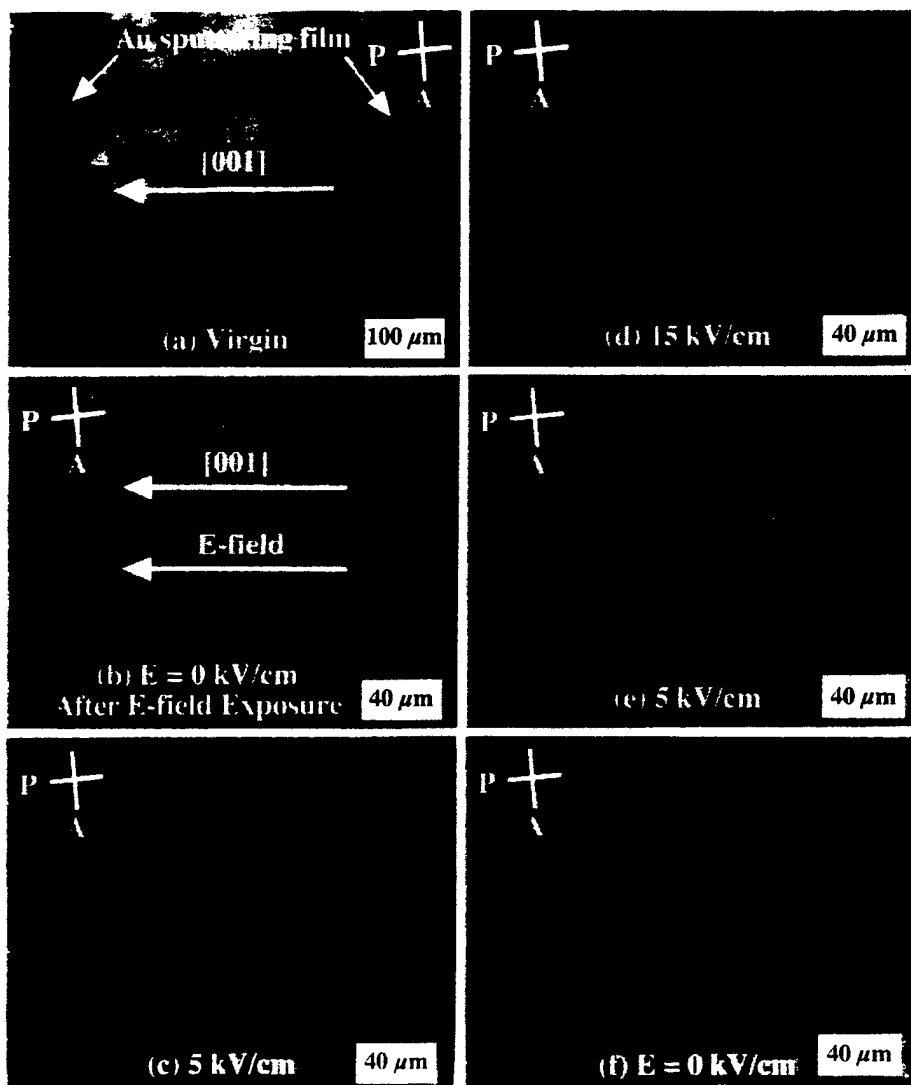 Au sputtering film
P
A
[001]
(a) Virgin
100 μm
P
A
[001]
E-field
(b) E = 0 kV/cm
After E-field Exposure
40 μm
P
A
(c) 5 kV/cm
40 μm
P
A
(d) 15 kV/cm
40 μm
P
A
(e) 5 kV/cm
40 μm
P
A
(f) E = 0 kV/cm
40 μm